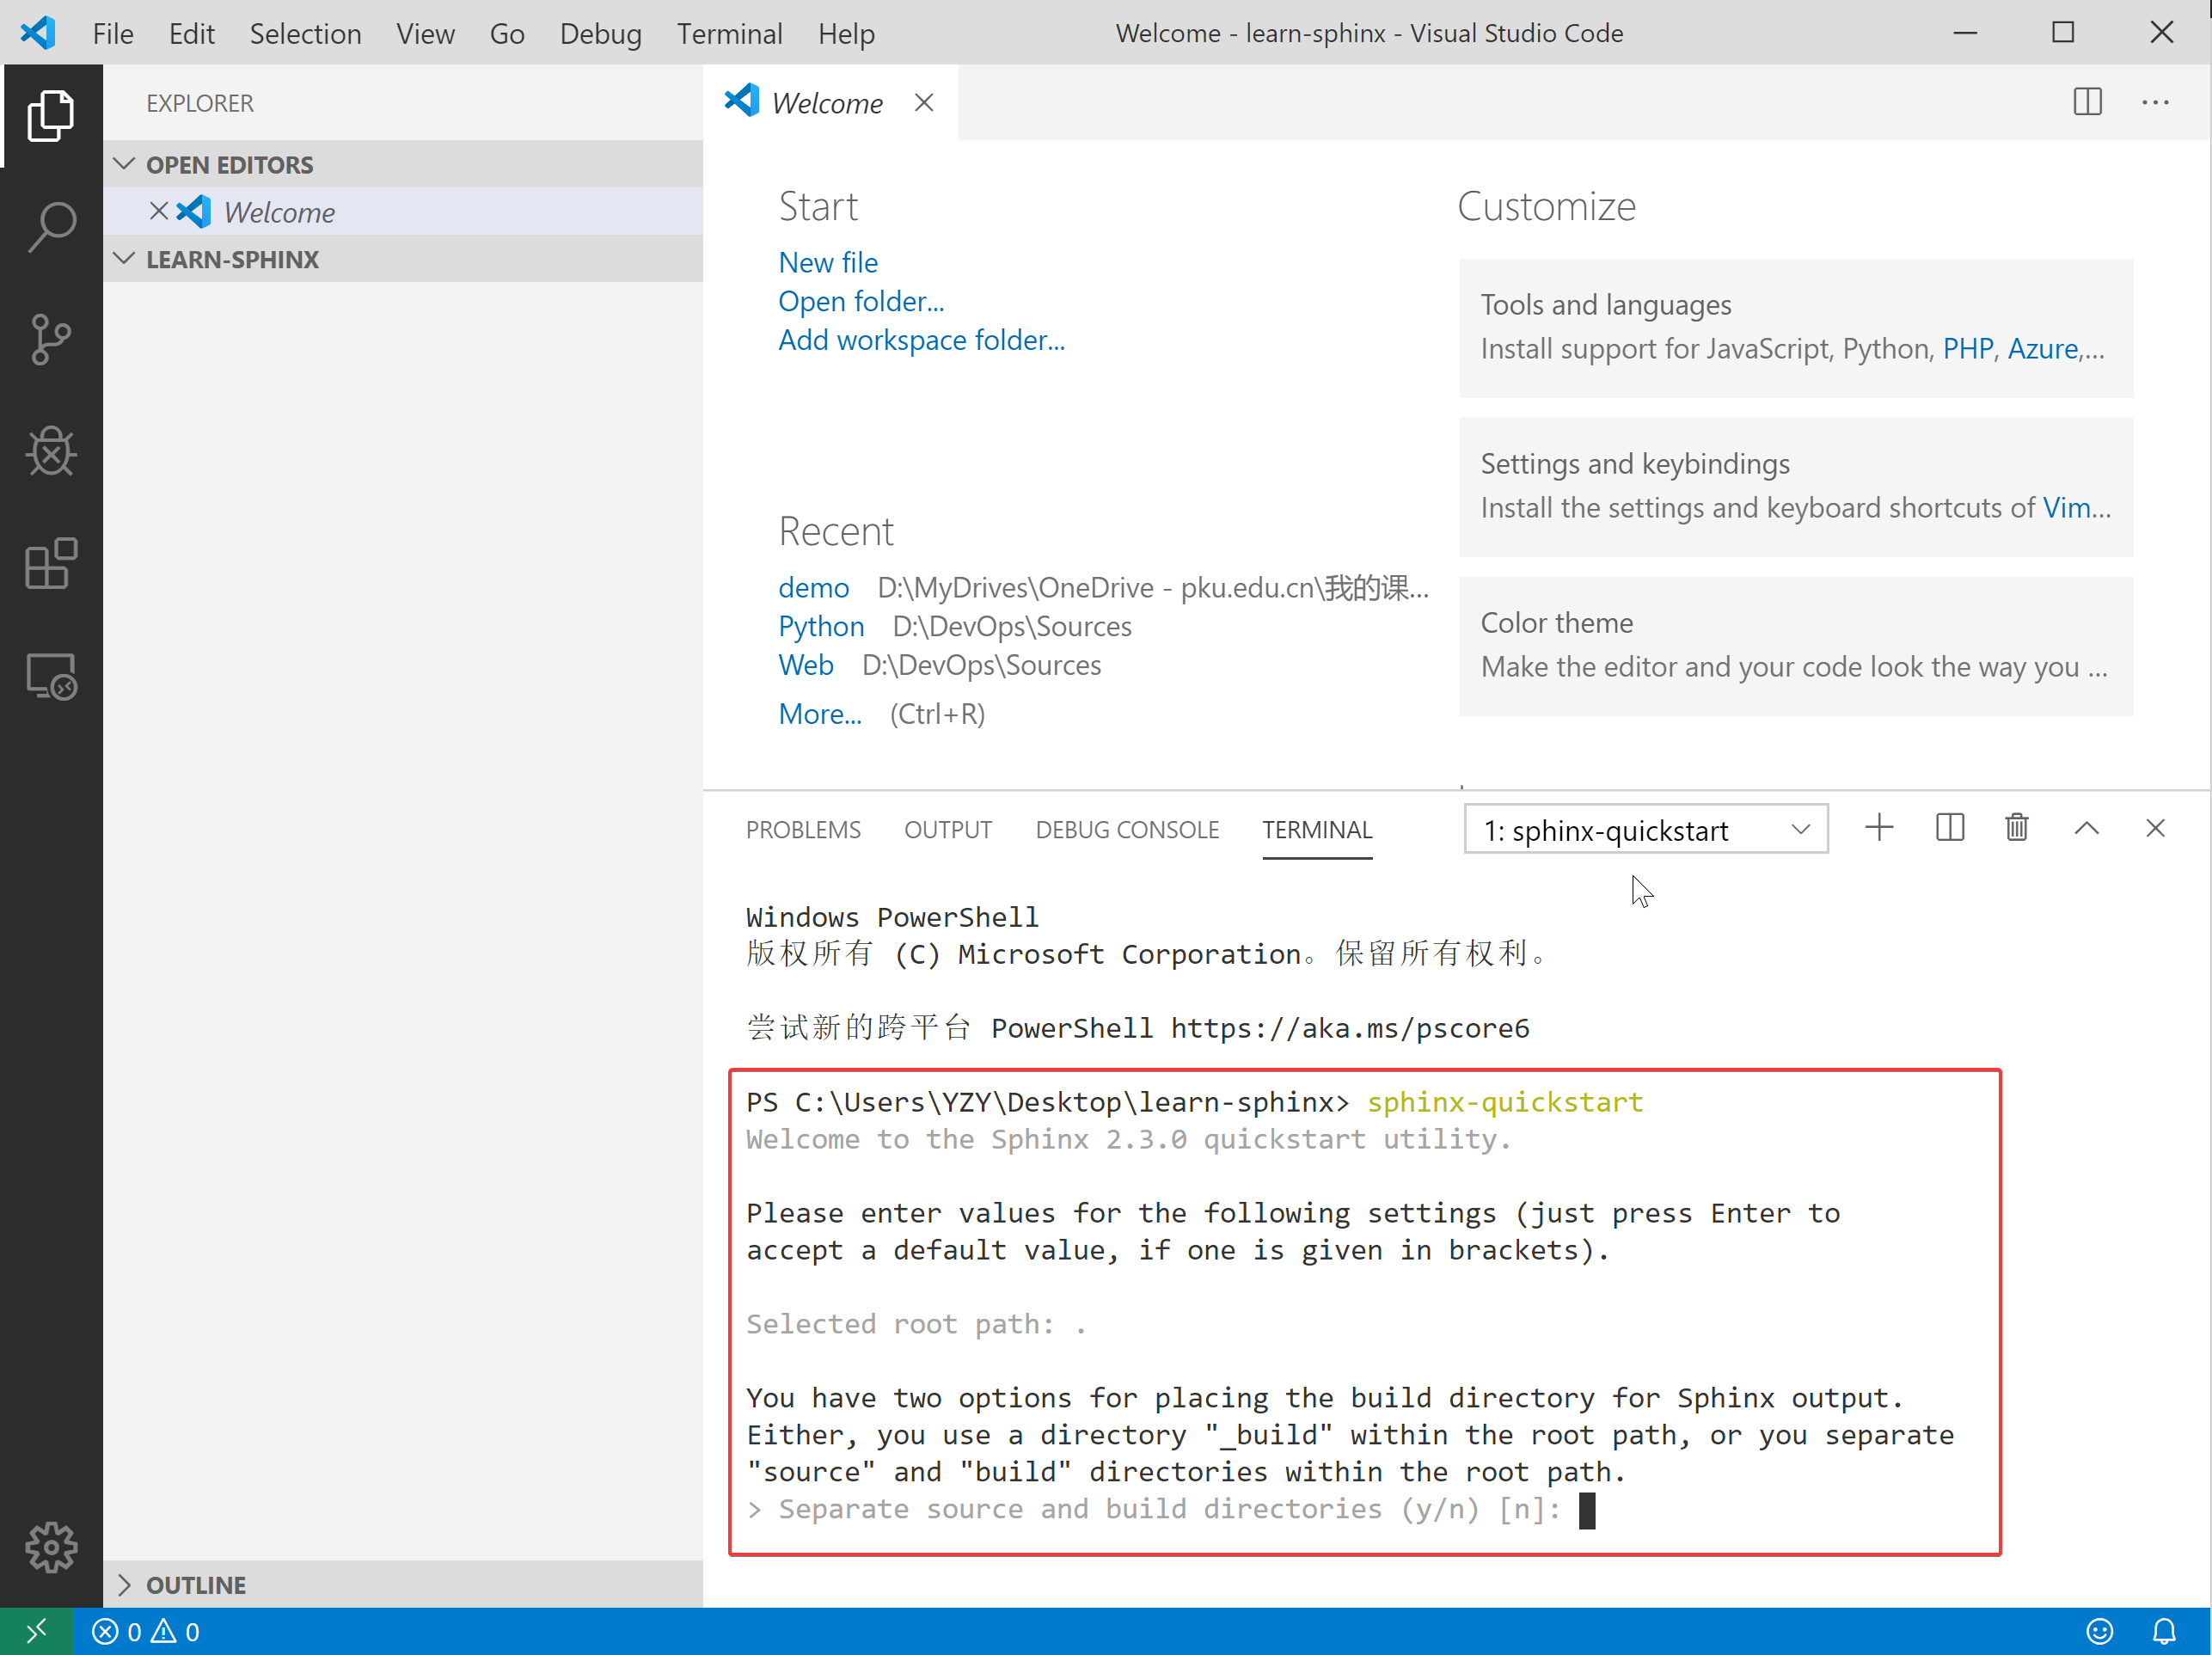 File Edit Selection View Go Debug Terminal Help Welcome - learn-sphinx - Visual Studio Code
EXPLORER
OPEN EDITORS
Welcome
LEARN-SPHINX
OUTLINE
Welcome
Start
New file
Open folder...
Add workspace folder...
Recent
demo D:\MyDrives\OneDrive - pku.edu.cn\我的课...
Python D:\DevOps\Sources
Web D:\DevOps\Sources
More... (Ctrl+R)
Customize
Tools and languages
Install support for JavaScript, Python, PHP, Azure,...
Settings and keybindings
Install the settings and keyboard shortcuts of Vim...
Color theme
Make the editor and your code look the way you ...
PROBLEMS OUTPUT DEBUG CONSOLE TERMINAL 1: sphinx-quickstart
Windows PowerShell
版权所有 (C) Microsoft Corporation。保留所有权利。
尝试新的跨平台 PowerShell https://aka.ms/pscore6
PS C:\Users\YZY\Desktop\learn-sphinx> sphinx-quickstart
Welcome to the Sphinx 2.3.0 quickstart utility.
Please enter values for the following settings (just press Enter to
accept a default value, if one is given in brackets).
Selected root path: .
You have two options for placing the build directory for Sphinx output.
Either, you use a directory "_build" within the root path, or you separate
"source" and "build" directories within the root path.
> Separate source and build directories (y/n) [n]:
0 0